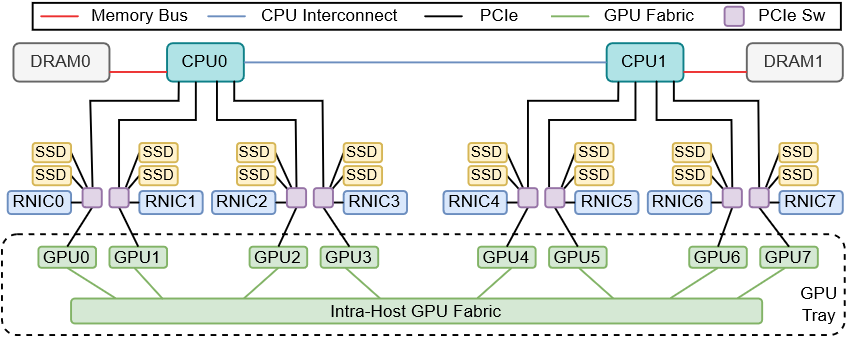 Memory Bus CPU Interconnect PCIe GPU Fabric PCIe Sw
DRAM0 CPU0 CPU1 DRAM1
SSD SSD SSD SSD SSD SSD SSD SSD
SSD SSD SSD SSD SSD SSD SSD SSD
RNIC0 RNIC1 RNIC2 RNIC3 RNIC4 RNIC5 RNIC6 RNIC7
GPU0 GPU1 GPU2 GPU3 GPU4 GPU5 GPU6 GPU7
Intra-Host GPU Fabric
GPU
Tray